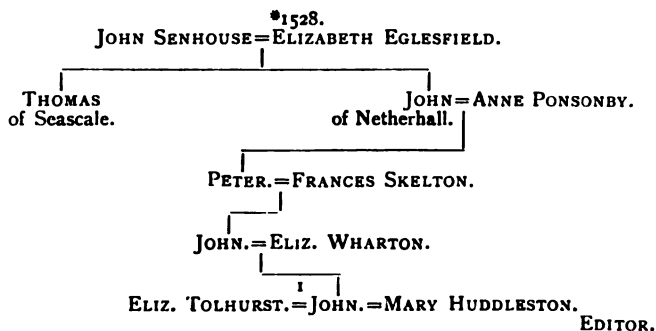 *1528.
JOHN SENHOUSE=ELIZABETH EGLESFIELD.
THOMAS JOHN=ANNE PONSONBY.
of Seascale. of Netherhall.
PETER.=FRANCES SKELTON.
JOHN.=ELIZ. WHARTON.
1
ELIZ. TOLHURST.=JOHN.=MARY HUDDLESTON.
EDITOR.